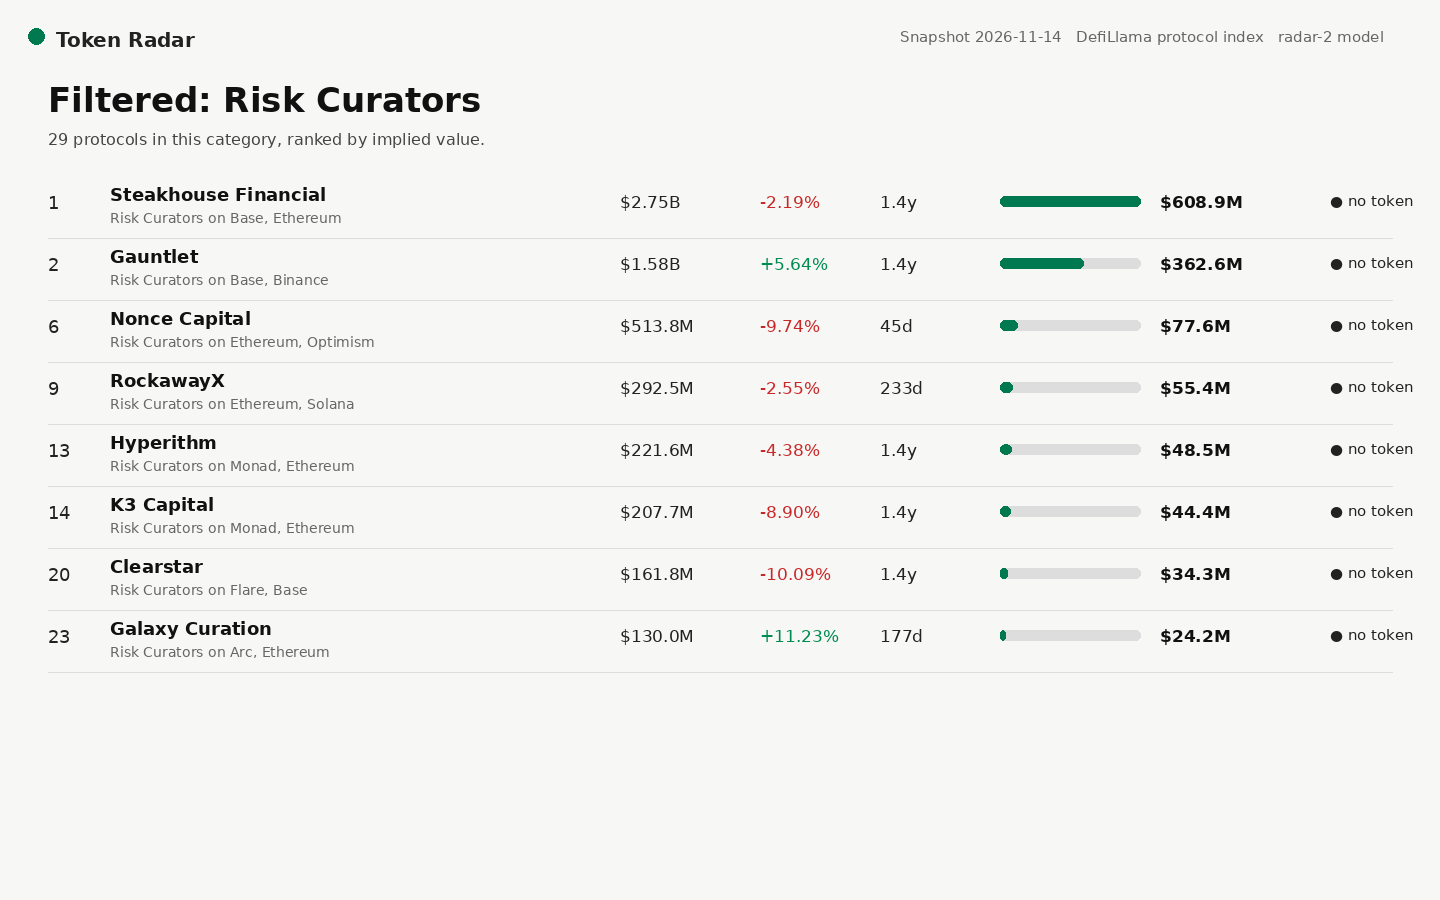 Token Radar
Snapshot 2026-11-14 DefiLlama protocol index radar-2 model
Filtered: Risk Curators
29 protocols in this category, ranked by implied value.
1 Steakhouse Financial $2.75B -2.19% 1.4y $608.9M no token
Risk Curators on Base, Ethereum
2 Gauntlet $1.58B +5.64% 1.4y $362.6M no token
Risk Curators on Base, Binance
6 Nonce Capital $513.8M -9.74% 45d $77.6M no token
Risk Curators on Ethereum, Optimism
9 RockawayX $292.5M -2.55% 233d $55.4M no token
Risk Curators on Ethereum, Solana
13 Hyperithm $221.6M -4.38% 1.4y $48.5M no token
Risk Curators on Monad, Ethereum
14 K3 Capital $207.7M -8.90% 1.4y $44.4M no token
Risk Curators on Monad, Ethereum
20 Clearstar $161.8M -10.09% 1.4y $34.3M no token
Risk Curators on Flare, Base
23 Galaxy Curation $130.0M +11.23% 177d $24.2M no token
Risk Curators on Arc, Ethereum